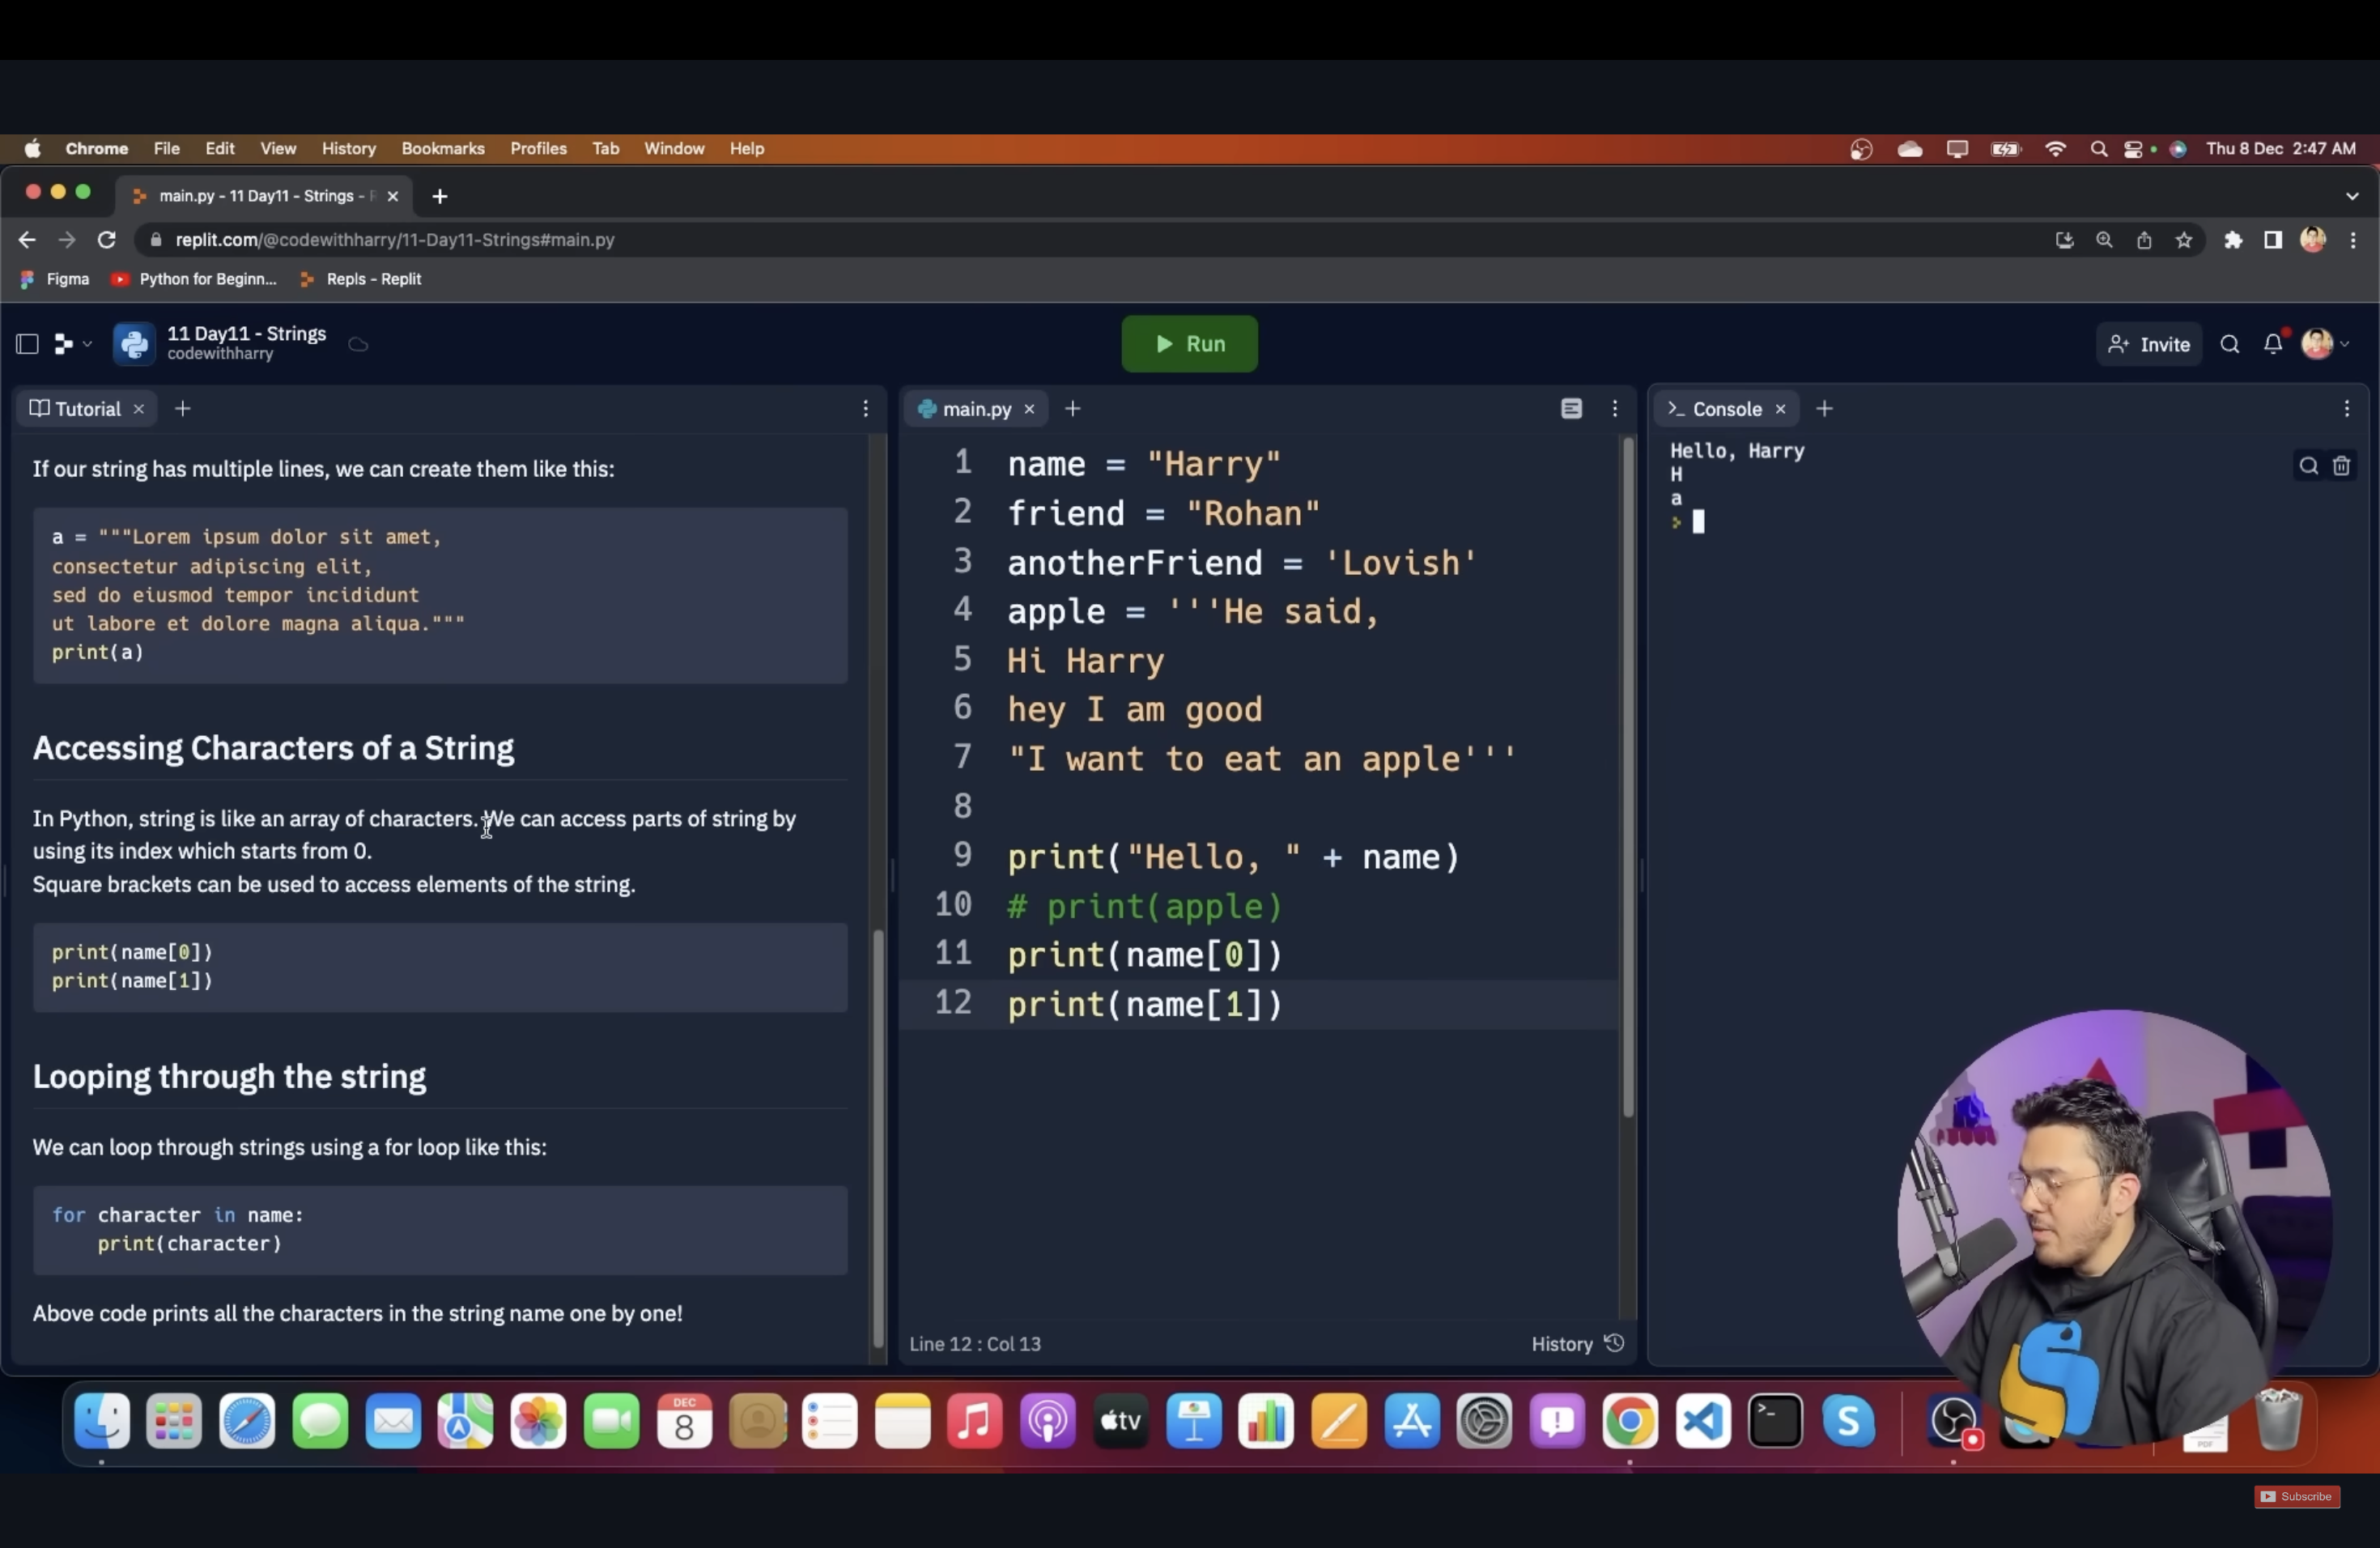 Chrome File Edit View History Bookmarks Profiles Tab Window Help Thu 8 Dec 2:47 AM
main.py - 11 Day11 - Strings -
replit.com/@codewithharry/11-Day11-Strings#main.py
Figma Python for Beginn... Repls - Replit
11 Day11 - Strings
codewithharry
Run
Invite
Tutorial
If our string has multiple lines, we can create them like this:
a = """Lorem ipsum dolor sit amet,
consectetur adipiscing elit,
sed do eiusmod tempor incididunt
ut labore et dolore magna aliqua."""
print(a)
Accessing Characters of a String
In Python, string is like an array of characters. We can access parts of string by
using its index which starts from 0.
Square brackets can be used to access elements of the string.
print(name[0])
print(name[1])
Looping through the string
We can loop through strings using a for loop like this:
for character in name:
    print(character)
Above code prints all the characters in the string name one by one!
main.py
1 name = "Harry"
2 friend = "Rohan"
3 anotherFriend = 'Lovish'
4 apple = '''He said,
5 Hi Harry
6 hey I am good
7 "I want to eat an apple'''
8
9 print("Hello, " + name)
10 # print(apple)
11 print(name[0])
12 print(name[1])
Line 12 : Col 13 History
>_ Console
Hello, Harry
H
a
DEC
8
tv
PDF
Subscribe